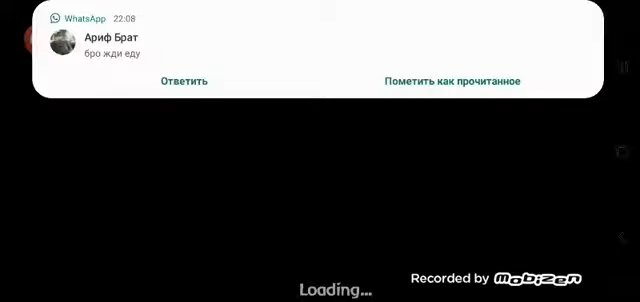 WhatsApp 22:08
Ариф Брат
бро жди еду
Ответить Пометить как прочитанное
Recorded by MOBIZEN
Loading...